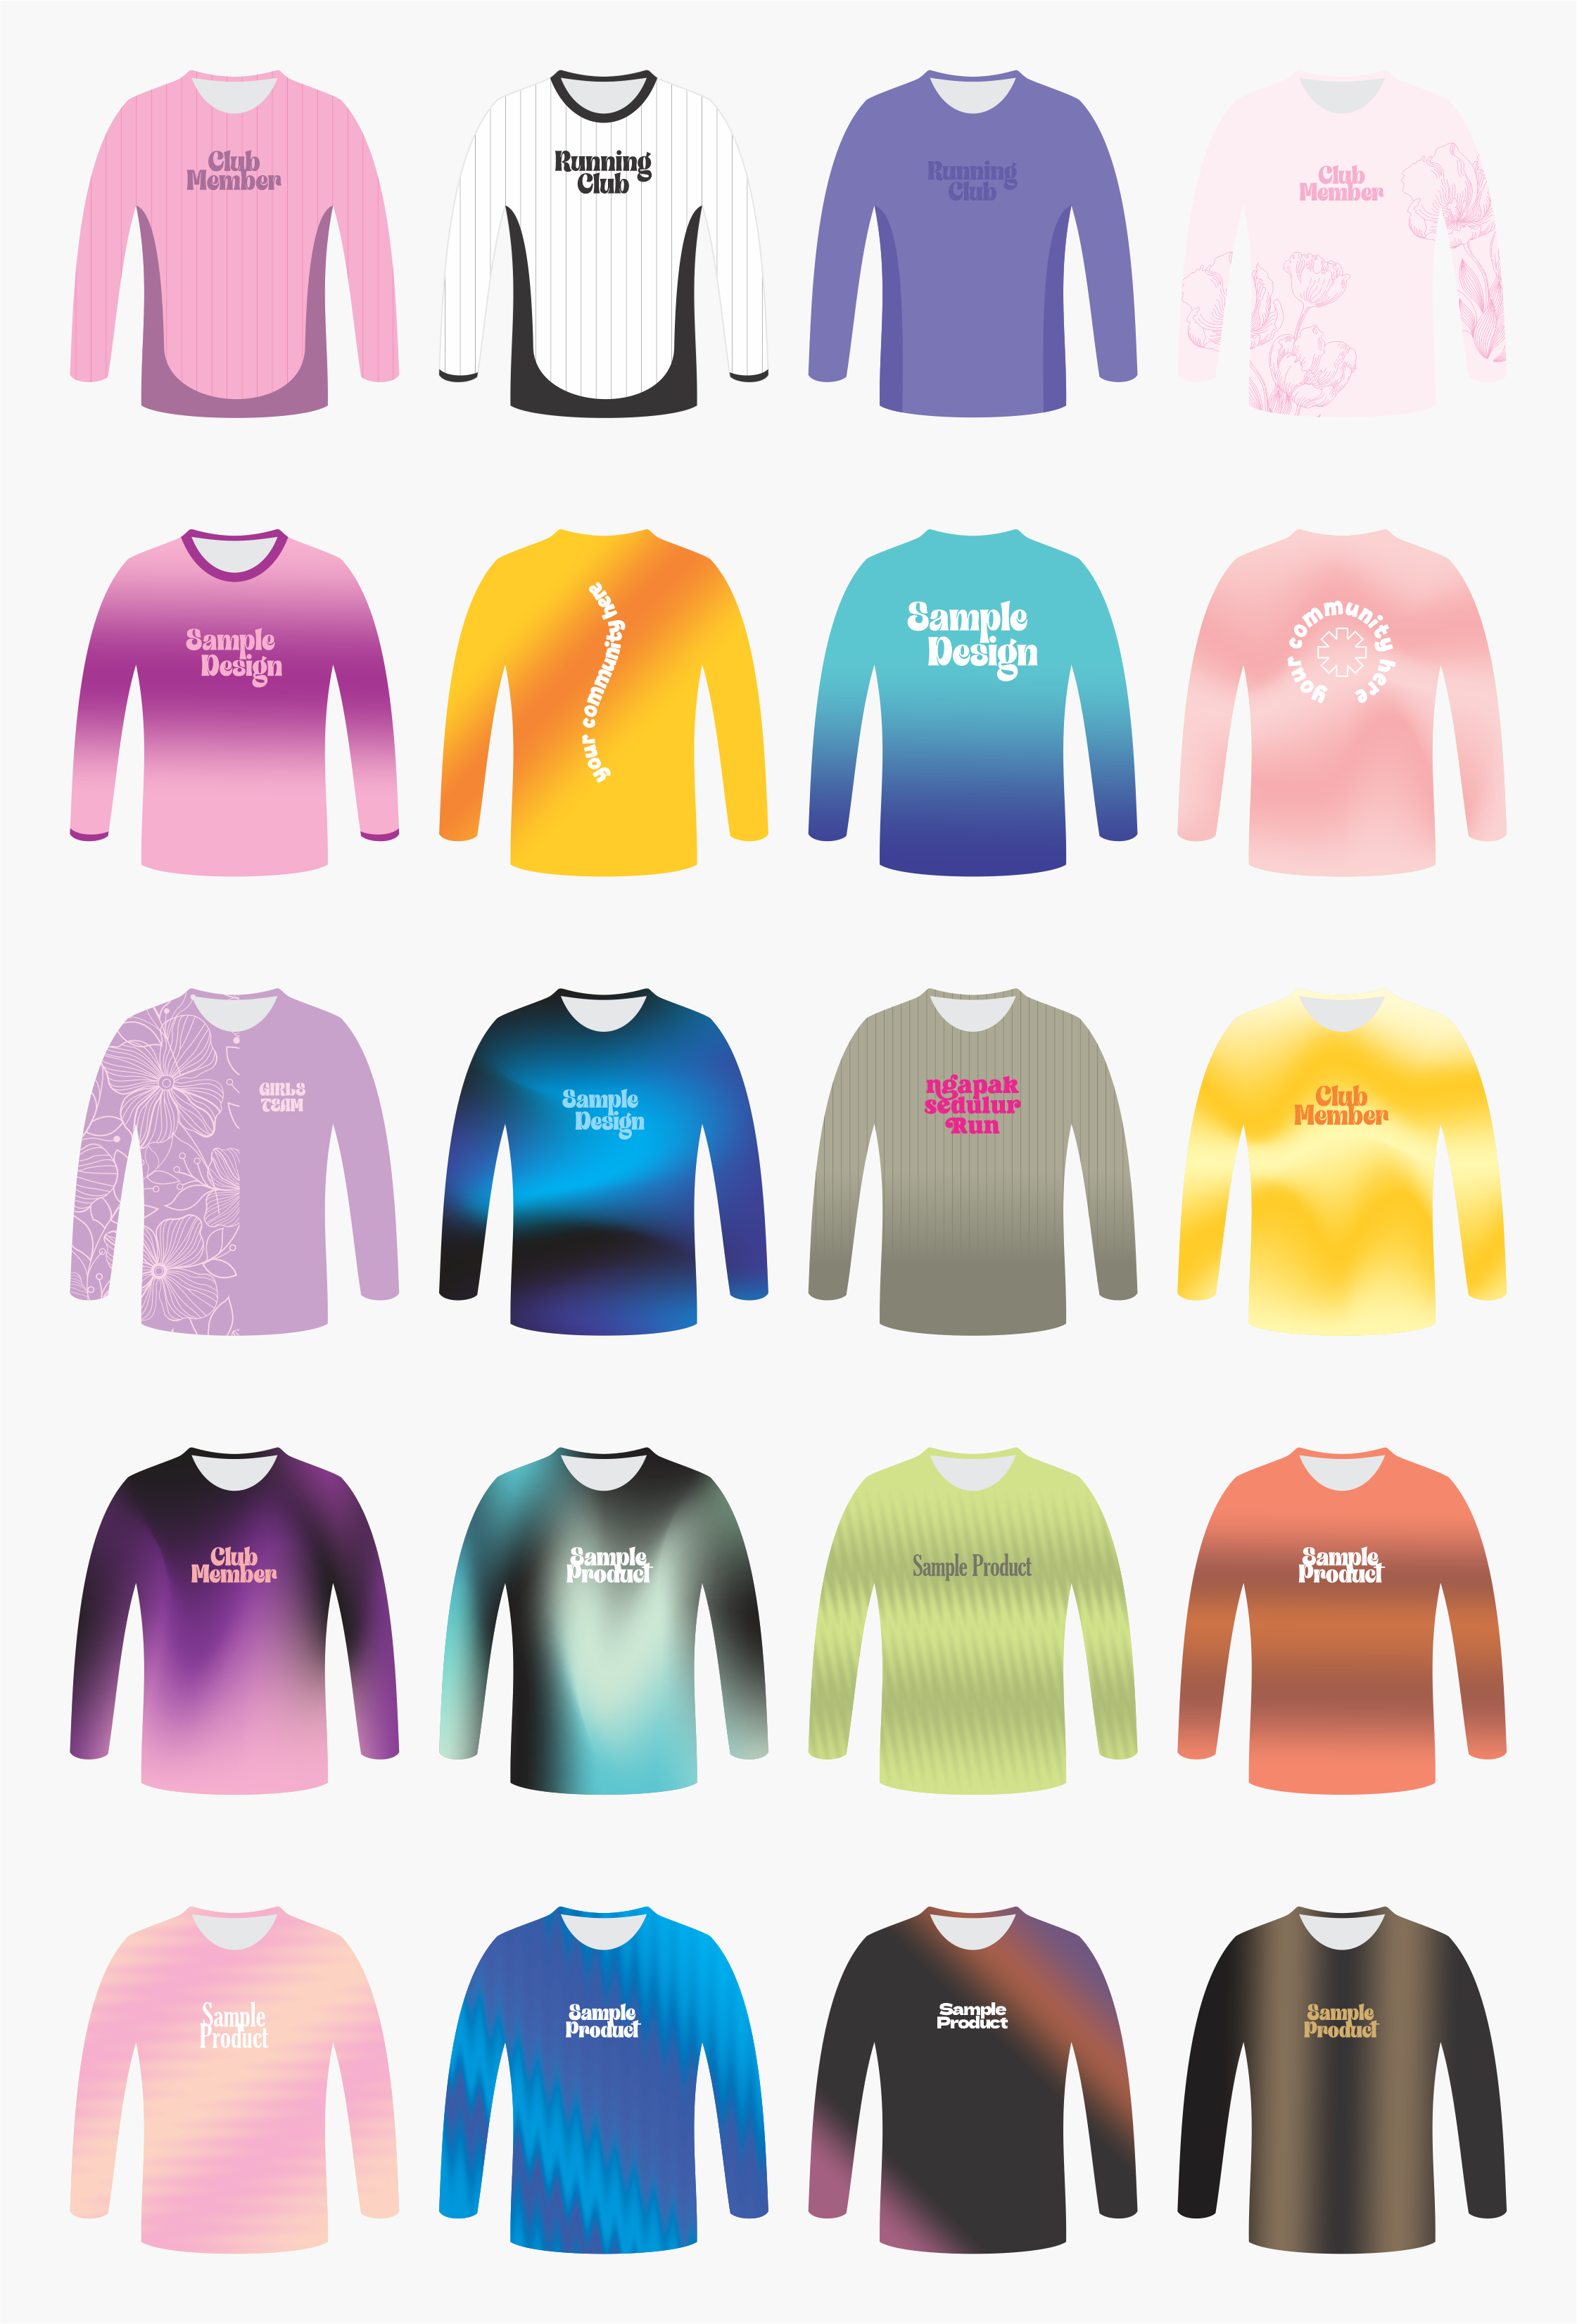 Club
Member
Running
Club
Running
Club
Club
Member
Sample
Design
your community here
Sample
Design
your community here
GIRLS
TEAM
Sample
Design
ngapak
sedulur
Run
Club
Member
Club
Member
Sample
Product
Sample Product
Sample
Product
Sample
Product
Sample
Product
Sample
Product
Sample
Product